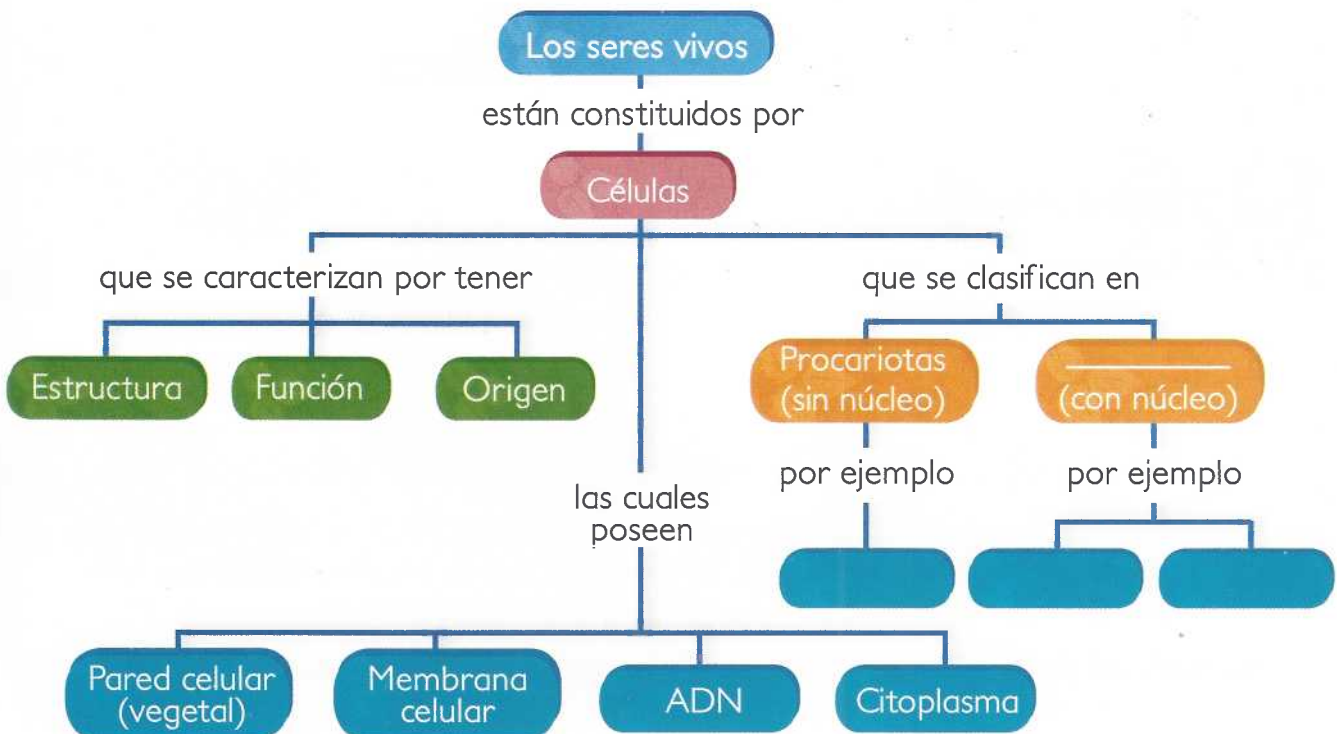 Los seres vivos
están constituidos por
Células
que se caracterizan por tener
que se clasifican en
Estructura
Función
Origen
Procariotas
(sin núcleo)
(con núcleo)
por ejemplo
por ejemplo
las cuales
poseen
Pared celular
(vegetal)
Membrana
celular
ADN
Citoplasma